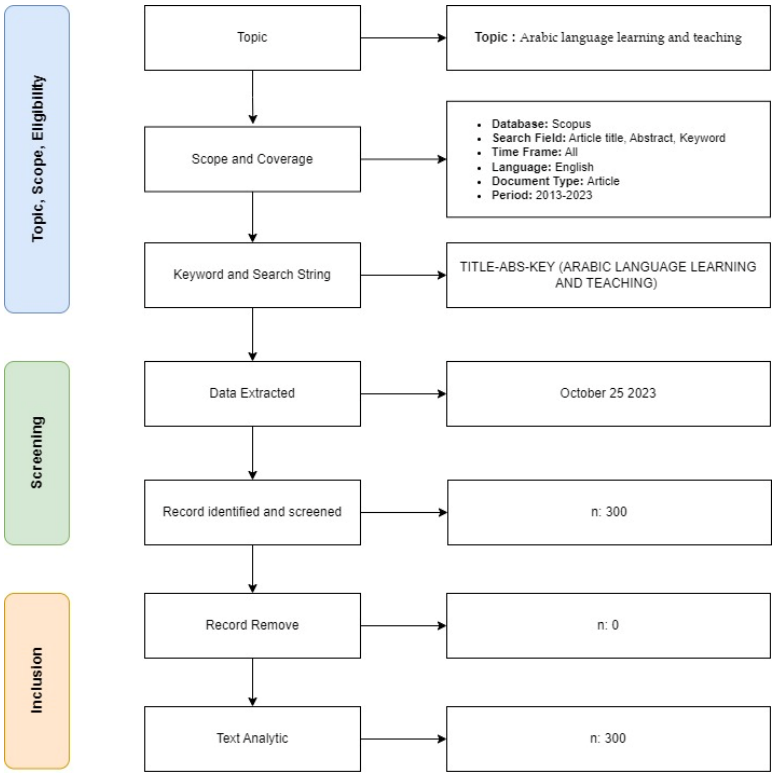 Topic, Scope, Eligibility
Topic
Topic : Arabic language learning and teaching
Scope and Coverage
• Database: Scopus
• Search Field: Article title, Abstract, Keyword
• Time Frame: All
• Language: English
• Document Type: Article
• Period: 2013-2023
Keyword and Search String
TITLE-ABS-KEY (ARABIC LANGUAGE LEARNING
AND TEACHING)
Screening
Data Extracted
October 25 2023
Record identified and screened
n: 300
Inclusion
Record Remove
n: 0
Text Analytic
n: 300